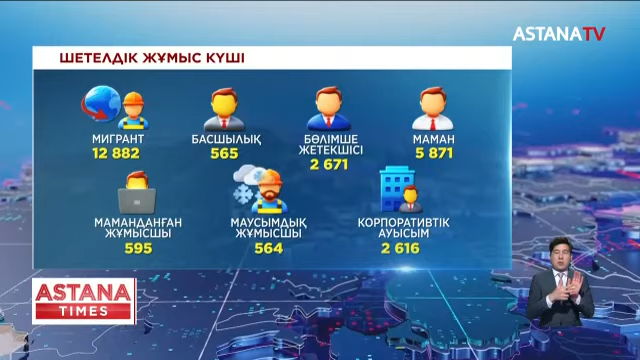 ASTANATV
ШЕТЕЛДІК ЖҰМЫС КҮШІ
МИГРАНТ
12 882
БАСШЫЛЫҚ
565
БӨЛІМШЕ
ЖЕТЕКШІСІ
2 671
МАМАН
5 871
МАМАНДАНҒАН
ЖҰМЫСШЫ
595
МАУСЫМДЫҚ
ЖҰМЫСШЫ
564
КОРПОРАТИВТІК
АУЫСЫМ
2 616
ASTANA
TIMES